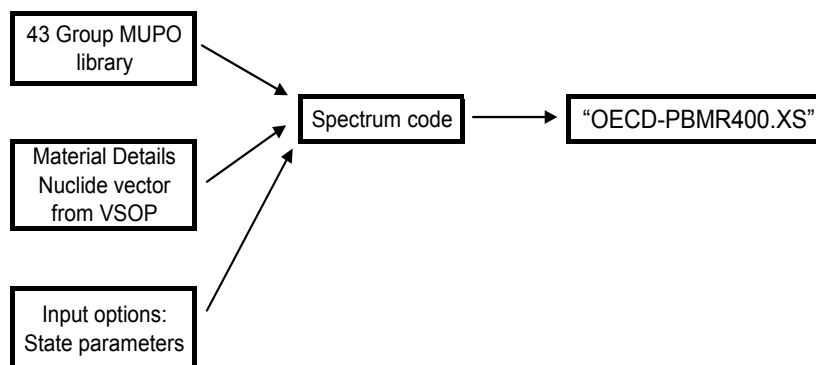 43 Group MUPO
library
Material Details
Nuclide vector
from VSOP
Input options:
State parameters
Spectrum code
“OECD-PBMR400.XS”